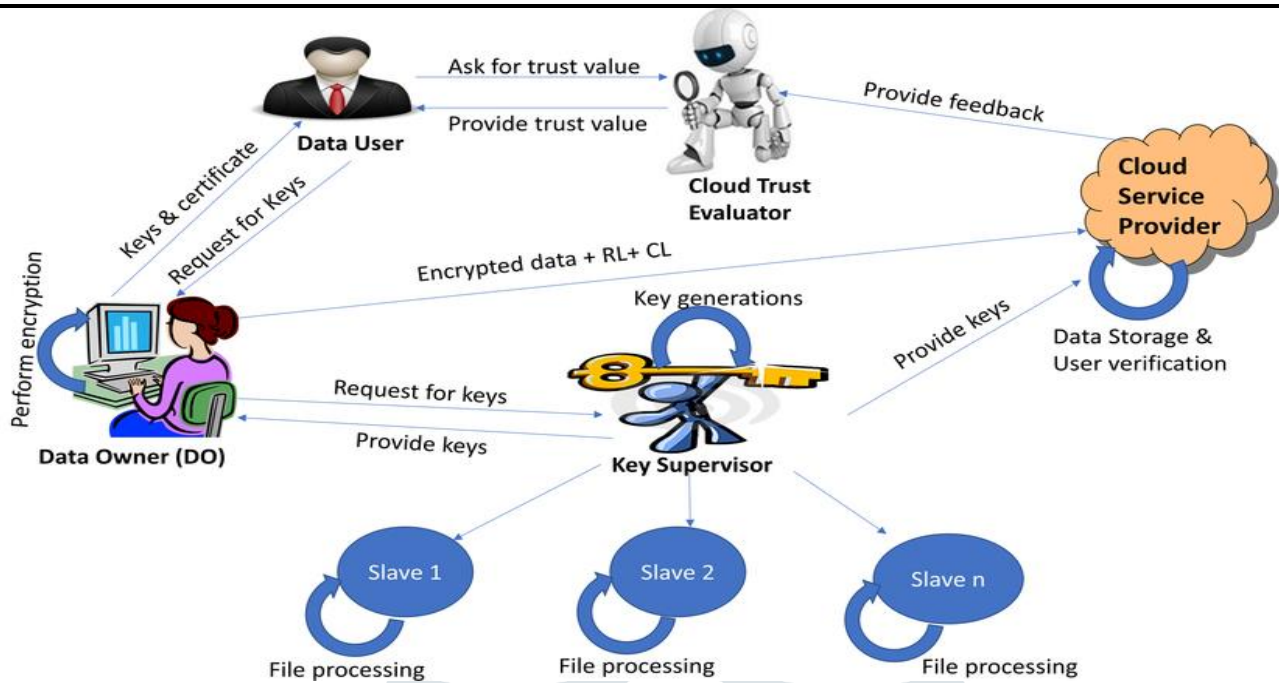 Ask for trust value
Provide trust value
Data User
Provide feedback
Cloud
Service
Provider
Cloud Trust
Evaluator
Keys & certificate
Request for Keys
Encrypted data + RL+ CL
Key generations
Perform encryption
Provide keys
Data Storage &
User verification
Request for keys
Provide keys
Data Owner (DO)
Key Supervisor
Slave 1
Slave 2
Slave n
File processing
File processing
File processing